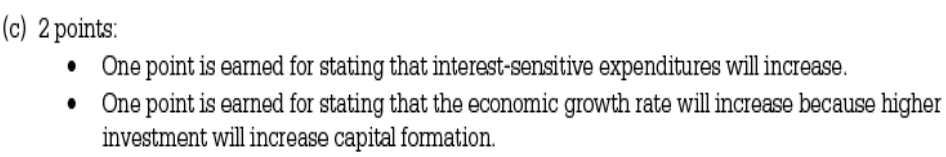 (c) 2 points:
• One point is earned for stating that interest-sensitive expenditures will increase.
• One point is earned for stating that the economic growth rate will increase because higher
investment will increase capital formation.